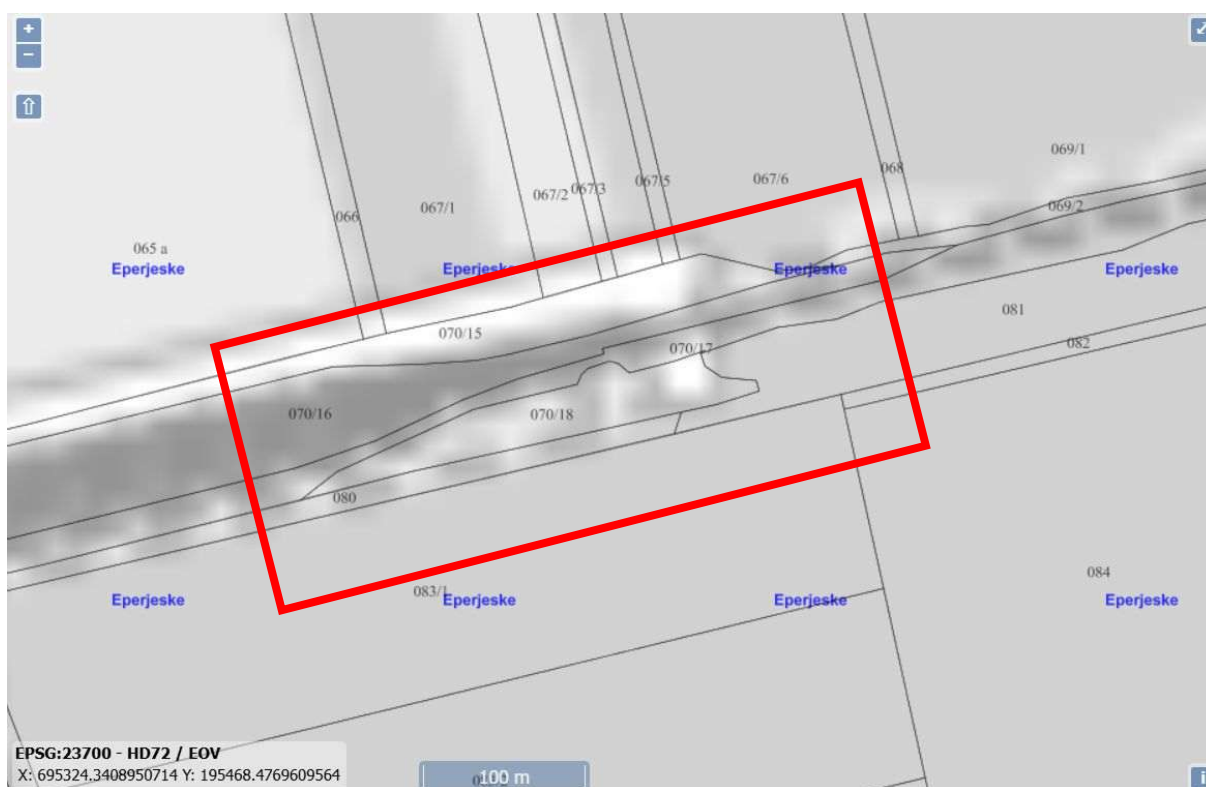 +
−
⇧
069/1
067/2
067/3
067/5
067/6
068
067/1
069/2
066
065 a
Eperjeske
Eperjeske
Eperjeske
Eperjeske
081
070/15
082
070/17
070/16
070/18
080
084
083/1
Eperjeske
Eperjeske
Eperjeske
Eperjeske
EPSG:23700 - HD72 / EOV
X: 695324.3408950714 Y: 195468.4769609564
100 m
i